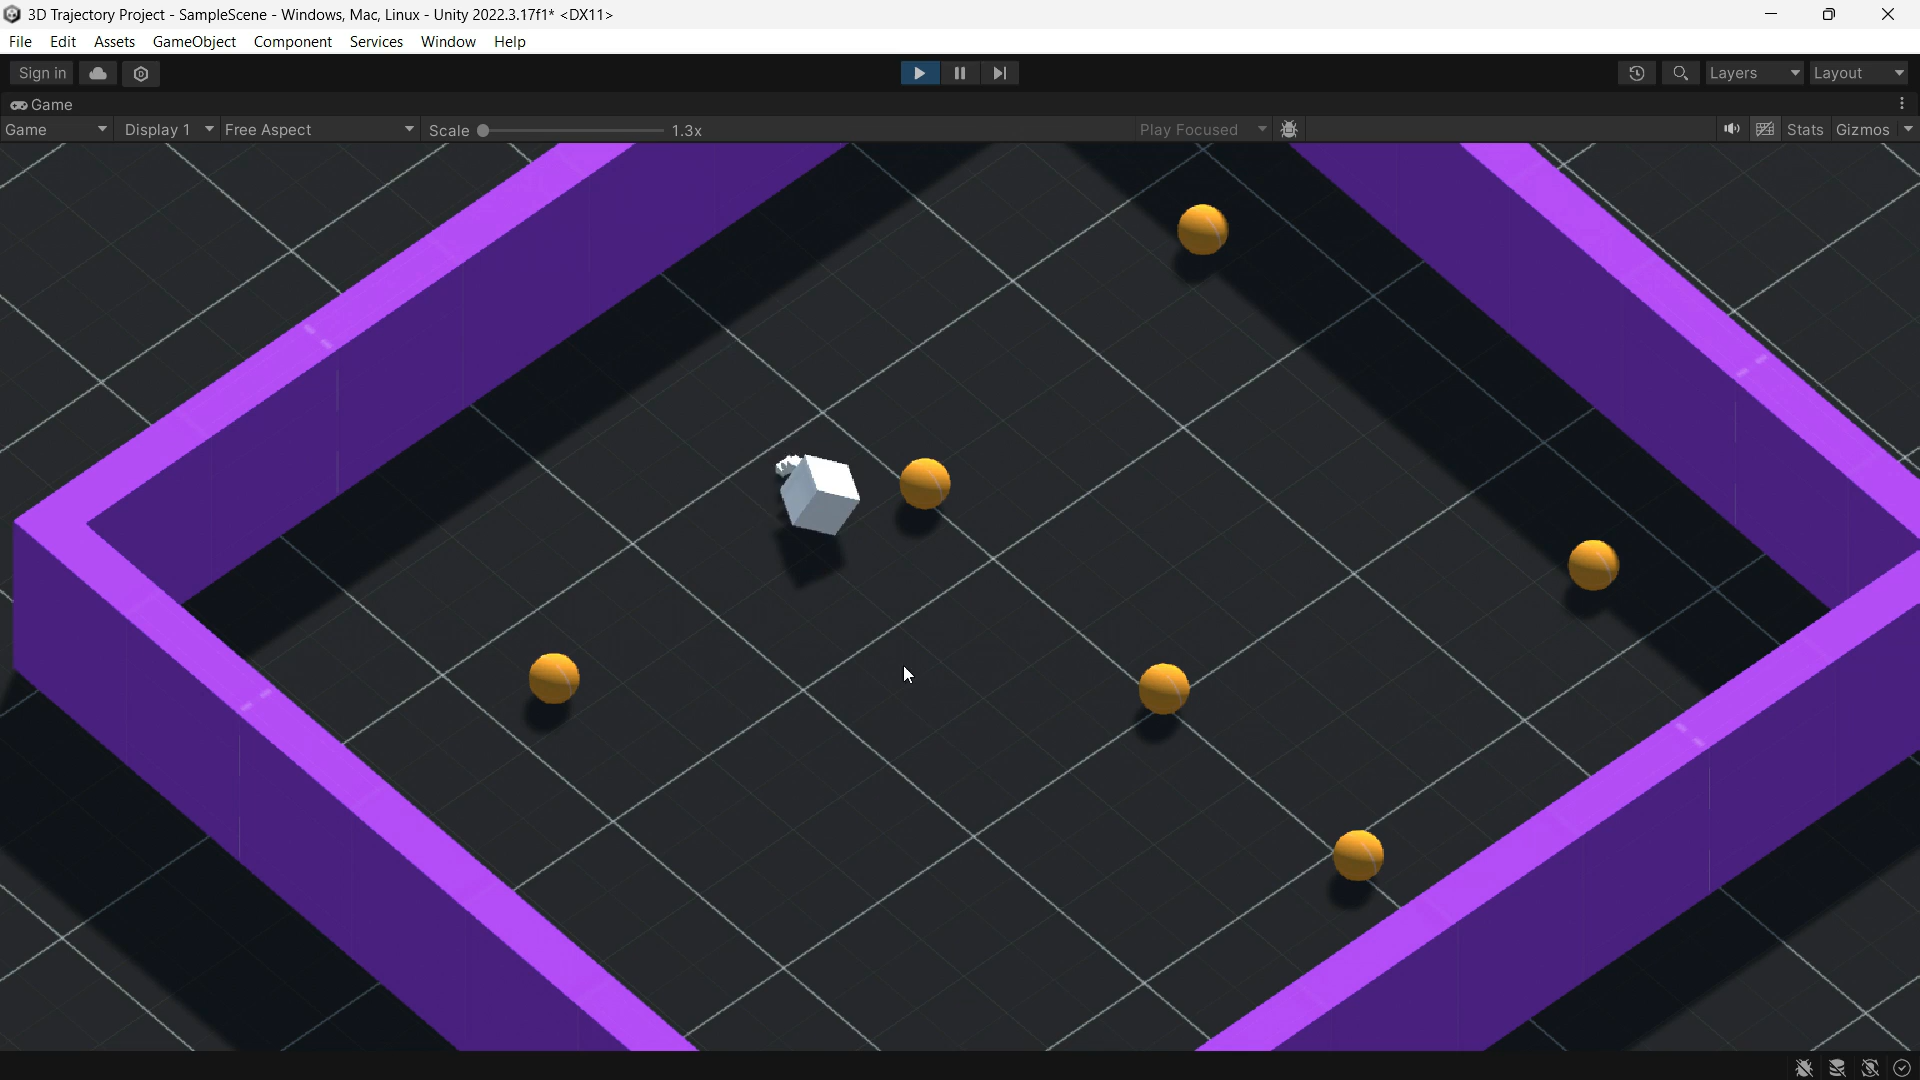 3D Trajectory Project - SampleScene - Windows, Mac, Linux - Unity 2022.3.17f1* <DX11>
File Edit Assets GameObject Component Services Window Help
Sign in Layers Layout
Game
Game Display 1 Free Aspect Scale 1.3x Play Focused Stats Gizmos